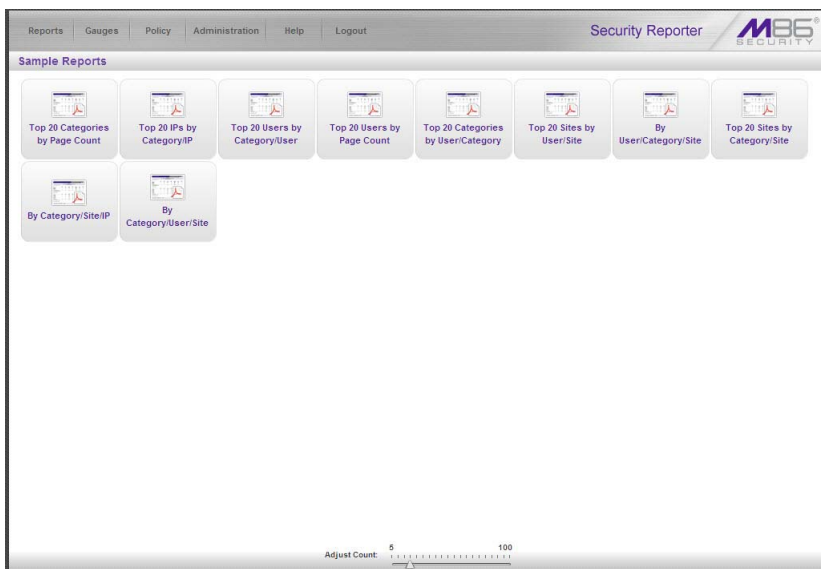 Reports Gauges Policy Administration Help Logout Security Reporter M86®
SECURITY
Sample Reports
Top 20 Categories
by Page Count
Top 20 IPs by
Category/IP
Top 20 Users by
Category/User
Top 20 Users by
Page Count
Top 20 Categories
by User/Category
Top 20 Sites by
User/Site
By
User/Category/Site
Top 20 Sites by
Category/Site
By Category/Site/IP
By
Category/User/Site
Adjust Count: 5 100